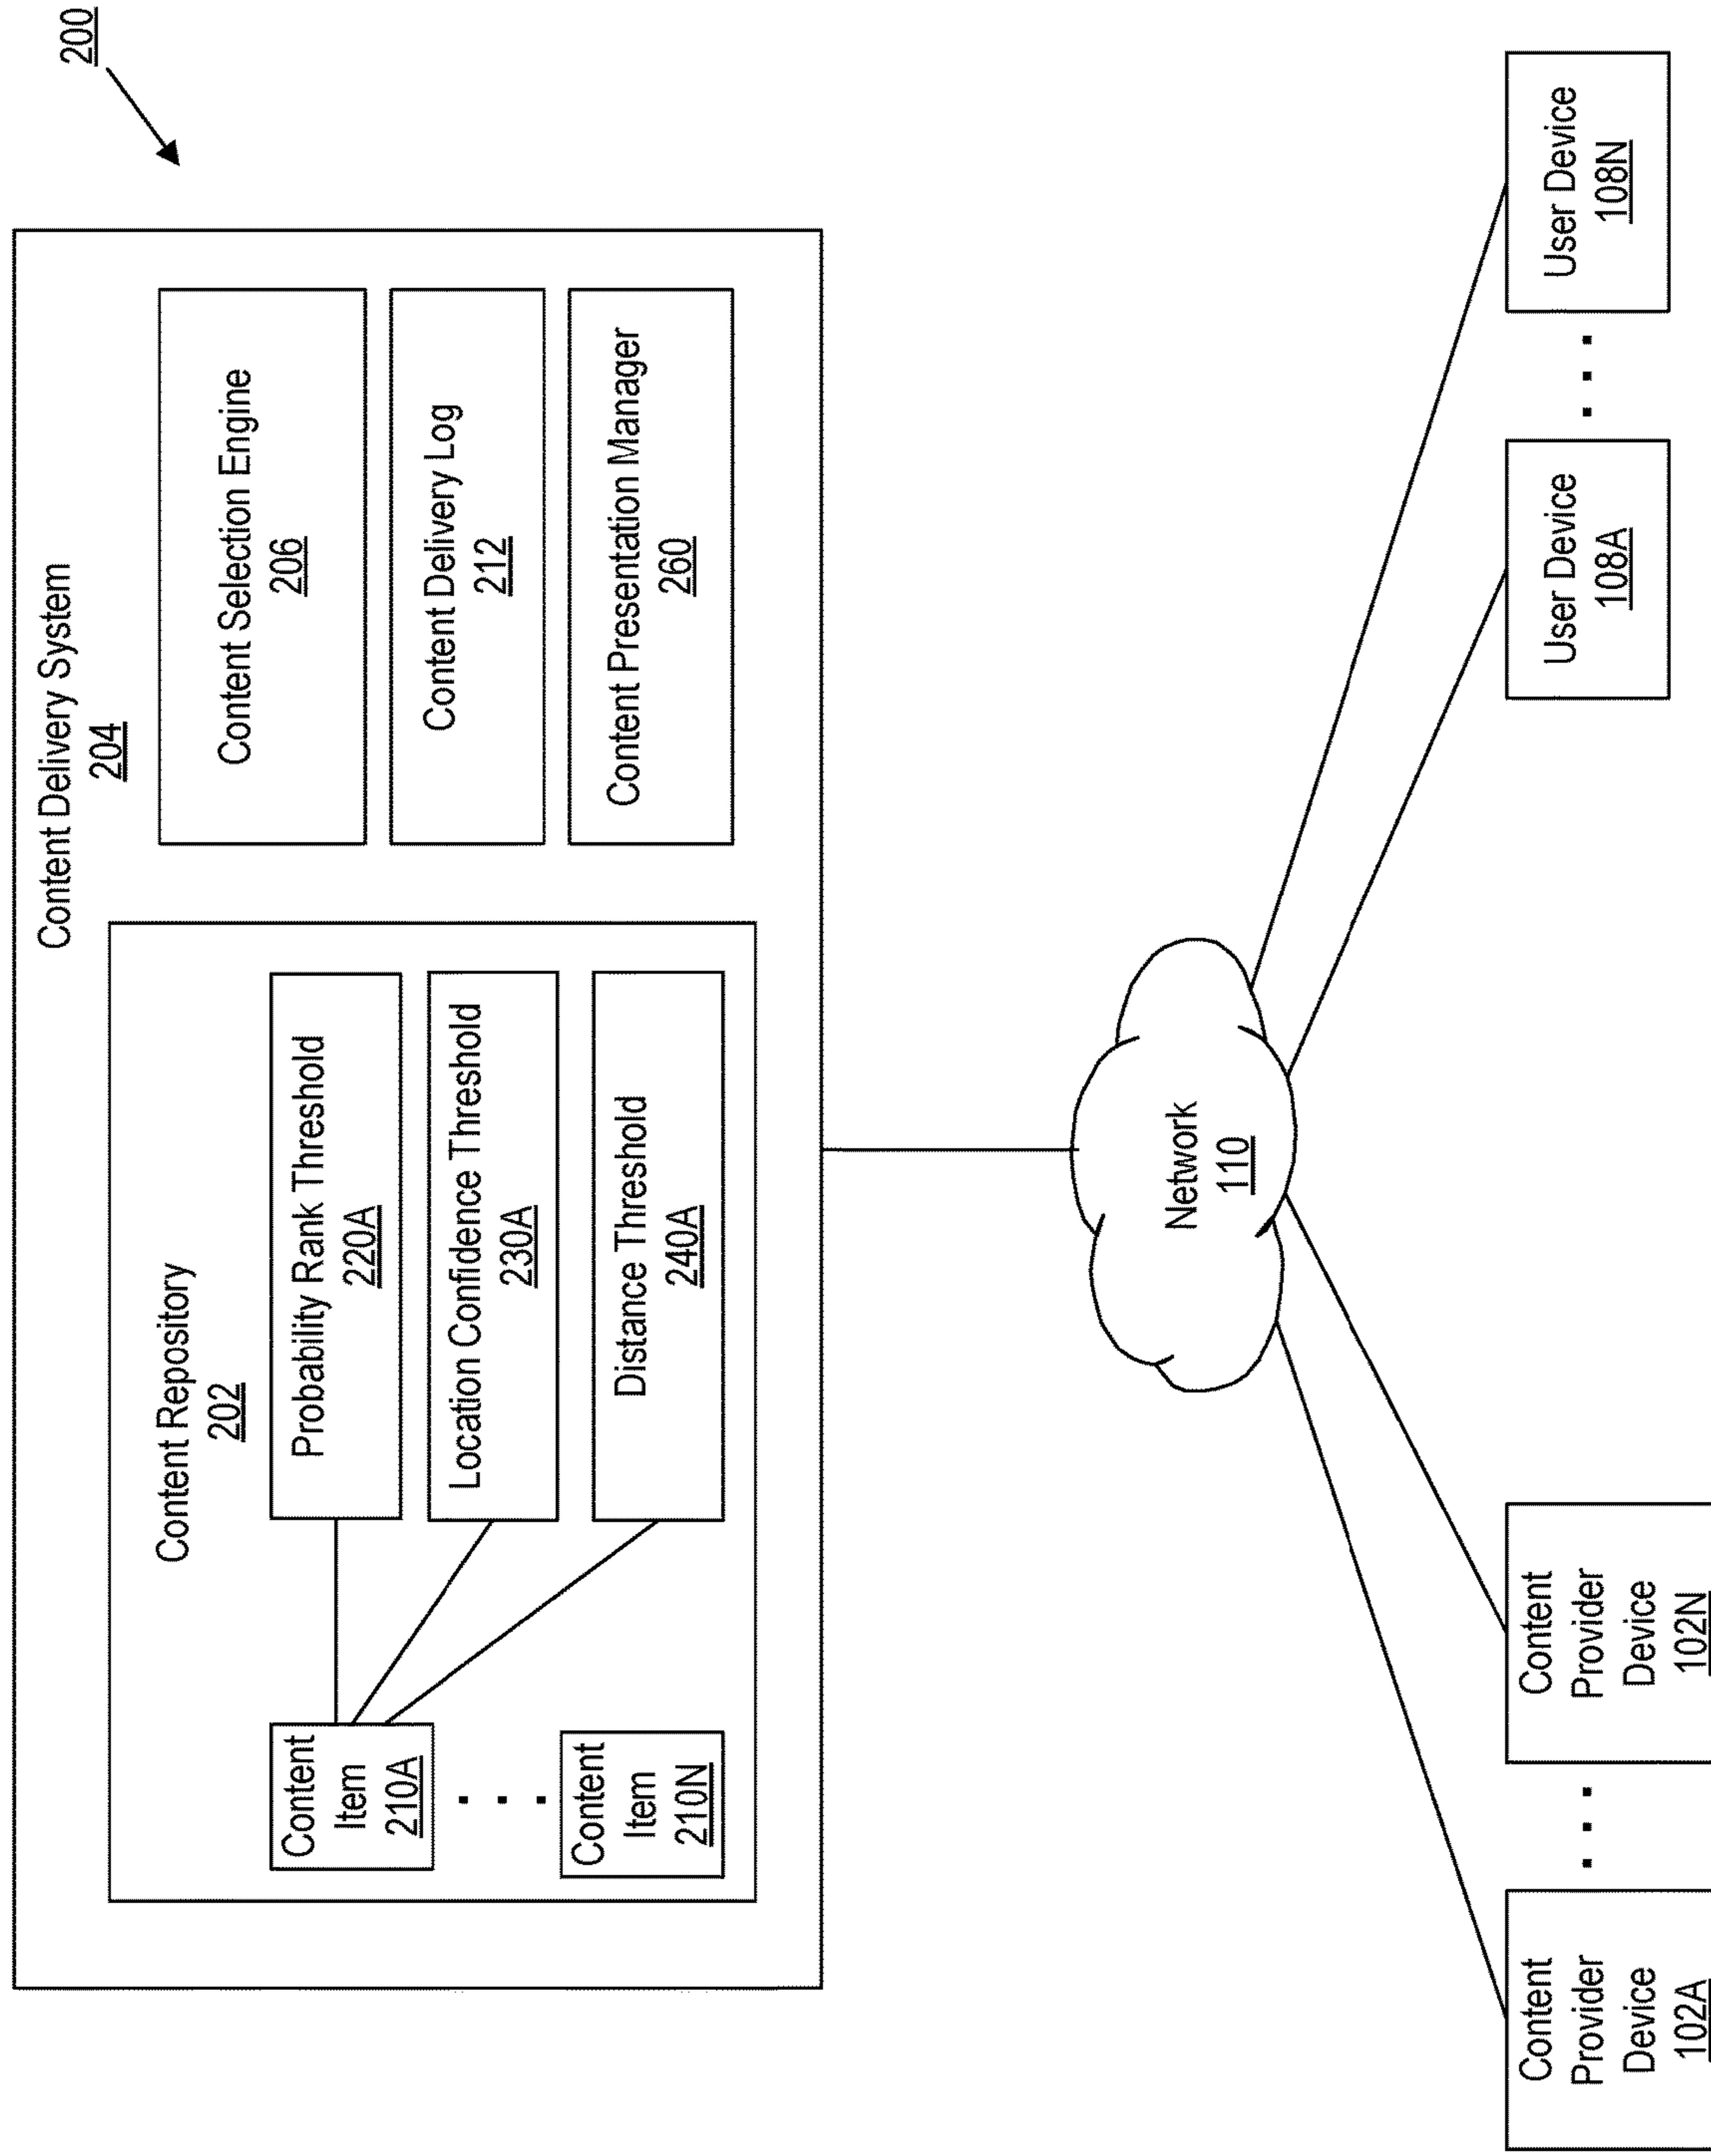 200
Content Delivery System
204
Content Repository
202
Content
Item
210A
Content
Item
210N
Probability Rank Threshold
220A
Location Confidence Threshold
230A
Distance Threshold
240A
Content Selection Engine
206
Content Delivery Log
212
Content Presentation Manager
260
Network
110
Content
Provider
Device
102A
Content
Provider
Device
102N
User Device
108A
User Device
108N